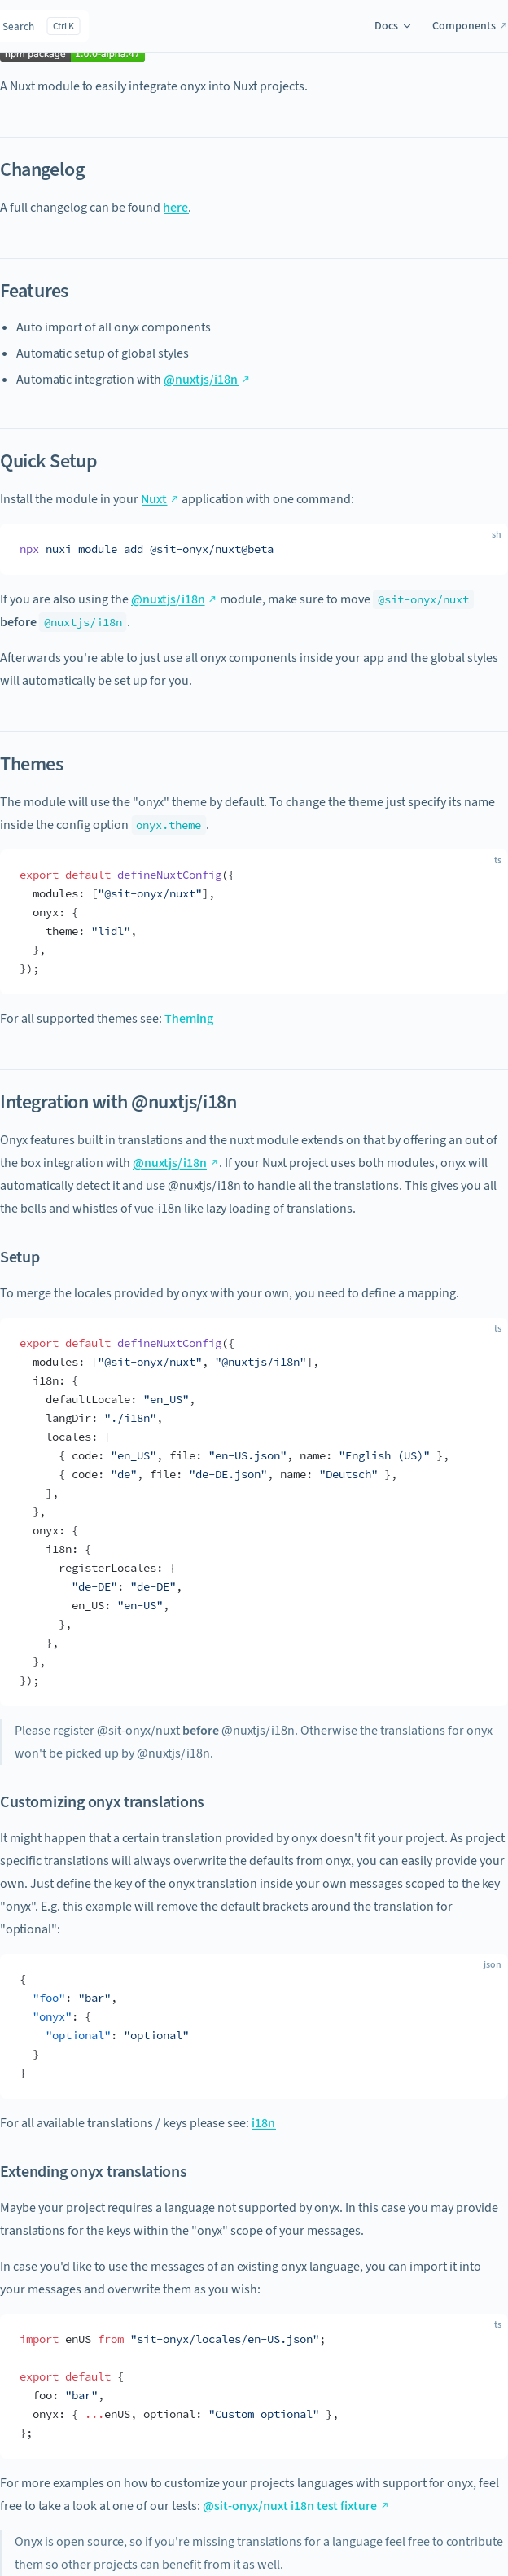 Search Ctrl K Docs Components
npm package 1.0.0-alpha.47
A Nuxt module to easily integrate onyx into Nuxt projects.
Changelog
A full changelog can be found here.
Features
• Auto import of all onyx components
• Automatic setup of global styles
• Automatic integration with @nuxtjs/i18n
Quick Setup
Install the module in your Nuxt application with one command:
sh
npx nuxi module add @sit-onyx/nuxt@beta
If you are also using the @nuxtjs/i18n module, make sure to move @sit-onyx/nuxt
before @nuxtjs/i18n .
Afterwards you're able to just use all onyx components inside your app and the global styles
will automatically be set up for you.
Themes
The module will use the "onyx" theme by default. To change the theme just specify its name
inside the config option onyx.theme .
ts
export default defineNuxtConfig({
  modules: ["@sit-onyx/nuxt"],
  onyx: {
    theme: "lidl",
  },
});
For all supported themes see: Theming
Integration with @nuxtjs/i18n
Onyx features built in translations and the nuxt module extends on that by offering an out of
the box integration with @nuxtjs/i18n . If your Nuxt project uses both modules, onyx will
automatically detect it and use @nuxtjs/i18n to handle all the translations. This gives you all
the bells and whistles of vue-i18n like lazy loading of translations.
Setup
To merge the locales provided by onyx with your own, you need to define a mapping.
ts
export default defineNuxtConfig({
  modules: ["@sit-onyx/nuxt", "@nuxtjs/i18n"],
  i18n: {
    defaultLocale: "en_US",
    langDir: "./i18n",
    locales: [
      { code: "en_US", file: "en-US.json", name: "English (US)" },
      { code: "de", file: "de-DE.json", name: "Deutsch" },
    ],
  },
  onyx: {
    i18n: {
      registerLocales: {
        "de-DE": "de-DE",
        en_US: "en-US",
      },
    },
  },
});
Please register @sit-onyx/nuxt before @nuxtjs/i18n. Otherwise the translations for onyx
won't be picked up by @nuxtjs/i18n.
Customizing onyx translations
It might happen that a certain translation provided by onyx doesn't fit your project. As project
specific translations will always overwrite the defaults from onyx, you can easily provide your
own. Just define the key of the onyx translation inside your own messages scoped to the key
"onyx". E.g. this example will remove the default brackets around the translation for
"optional":
json
{
  "foo": "bar",
  "onyx": {
    "optional": "optional"
  }
}
For all available translations / keys please see: i18n
Extending onyx translations
Maybe your project requires a language not supported by onyx. In this case you may provide
translations for the keys within the "onyx" scope of your messages.
In case you'd like to use the messages of an existing onyx language, you can import it into
your messages and overwrite them as you wish:
ts
import enUS from "sit-onyx/locales/en-US.json";
export default {
  foo: "bar",
  onyx: { ...enUS, optional: "Custom optional" },
};
For more examples on how to customize your projects languages with support for onyx, feel
free to take a look at one of our tests: @sit-onyx/nuxt i18n test fixture
Onyx is open source, so if you're missing translations for a language feel free to contribute
them so other projects can benefit from it as well.